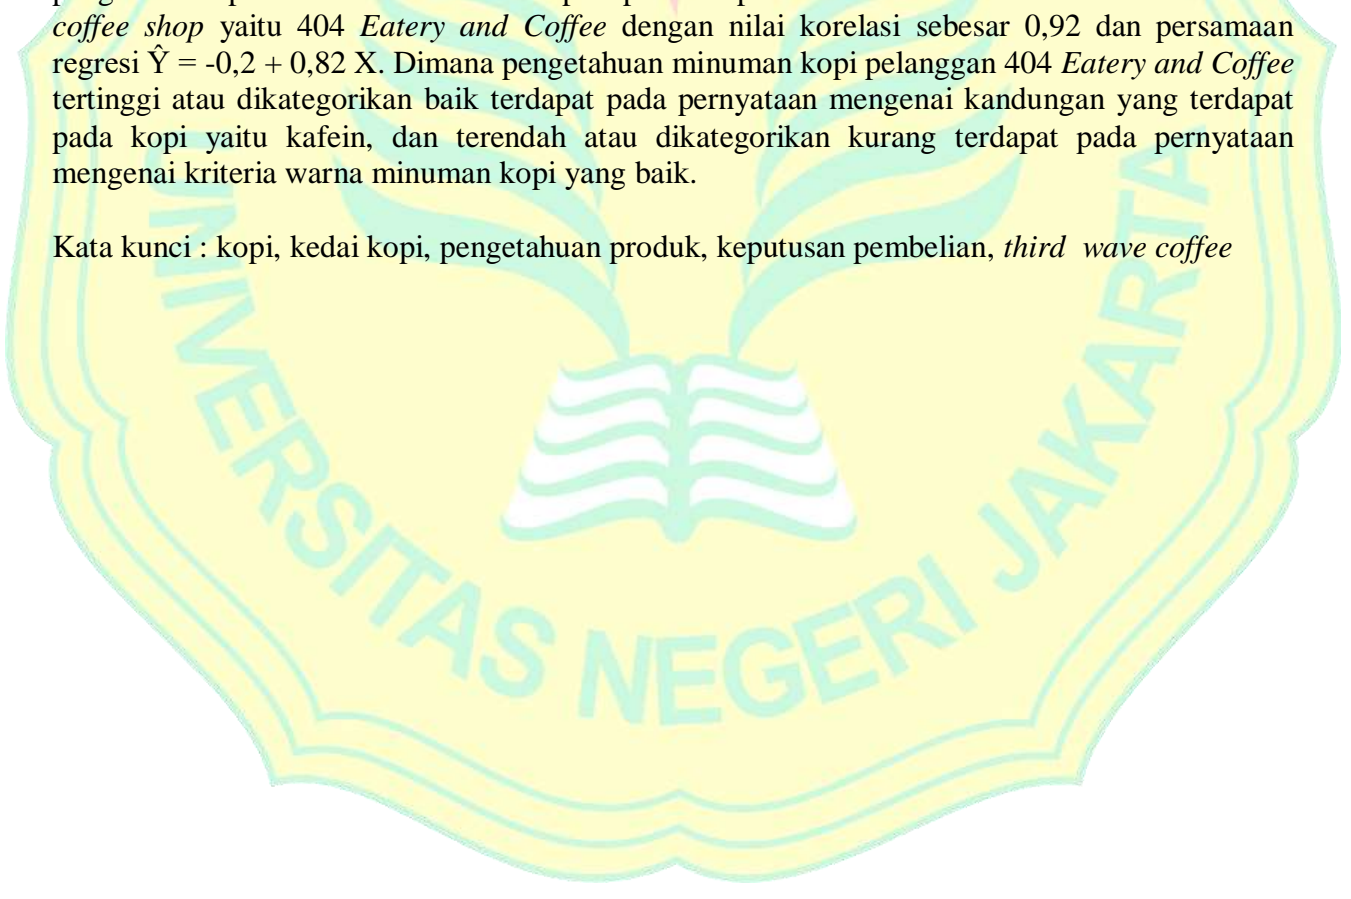 coffee shop yaitu 404 Eatery and Coffee dengan nilai korelasi sebesar 0,92 dan persamaan
regresi Ŷ = -0,2 + 0,82 X. Dimana pengetahuan minuman kopi pelanggan 404 Eatery and Coffee
tertinggi atau dikategorikan baik terdapat pada pernyataan mengenai kandungan yang terdapat
pada kopi yaitu kafein, dan terendah atau dikategorikan kurang terdapat pada pernyataan
mengenai kriteria warna minuman kopi yang baik.
Kata kunci : kopi, kedai kopi, pengetahuan produk, keputusan pembelian, third wave coffee
UNIVERSITAS NEGERI JAKARTA